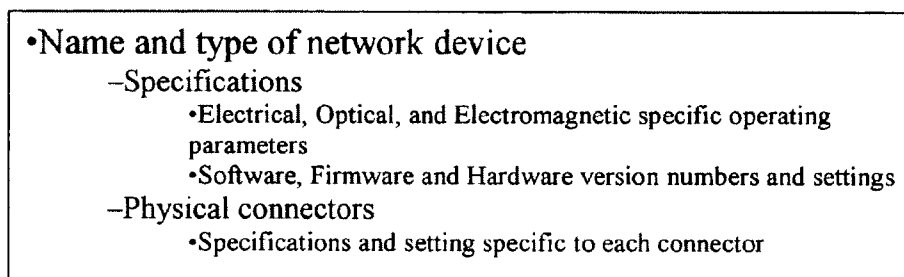 •Name and type of network device
–Specifications
•Electrical, Optical, and Electromagnetic specific operating
parameters
•Software, Firmware and Hardware version numbers and settings
–Physical connectors
•Specifications and setting specific to each connector